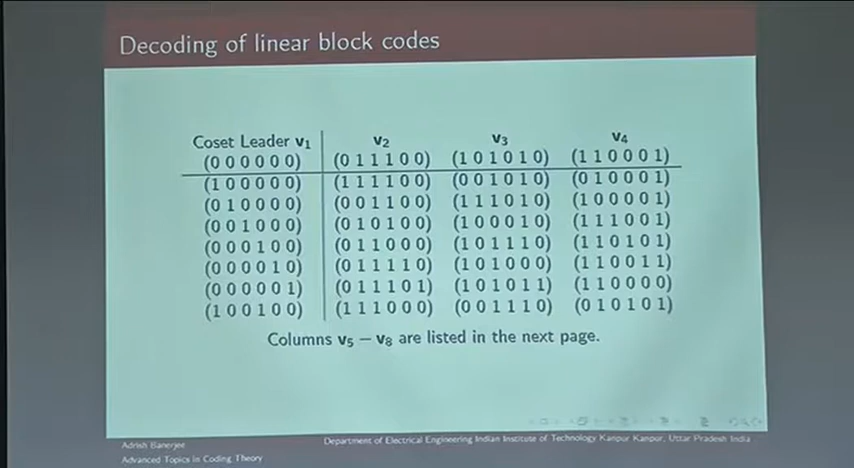 Decoding of linear block codes
Coset Leader v1 v2 v3 v4
(0 0 0 0 0 0) (0 1 1 1 0 0) (1 0 1 0 1 0) (1 1 0 0 0 1)
(1 0 0 0 0 0) (1 1 1 1 0 0) (0 0 1 0 1 0) (0 1 0 0 0 1)
(0 1 0 0 0 0) (0 0 1 1 0 0) (1 1 1 0 1 0) (1 0 0 0 0 1)
(0 0 1 0 0 0) (0 1 0 1 0 0) (1 0 0 0 1 0) (1 1 1 0 0 1)
(0 0 0 1 0 0) (0 1 1 0 0 0) (1 0 1 1 1 0) (1 1 0 1 0 1)
(0 0 0 0 1 0) (0 1 1 1 1 0) (1 0 1 0 0 0) (1 1 0 0 1 1)
(0 0 0 0 0 1) (0 1 1 1 0 1) (1 0 1 0 1 1) (1 1 0 0 0 0)
(1 0 0 1 0 0) (1 1 1 0 0 0) (0 0 1 1 1 0) (0 1 0 1 0 1)
Columns v5 – v8 are listed in the next page.
Adrish Banerjee Department of Electrical Engineering Indian Institute of Technology Kanpur Kanpur, Uttar Pradesh India
Advanced Topics in Coding Theory